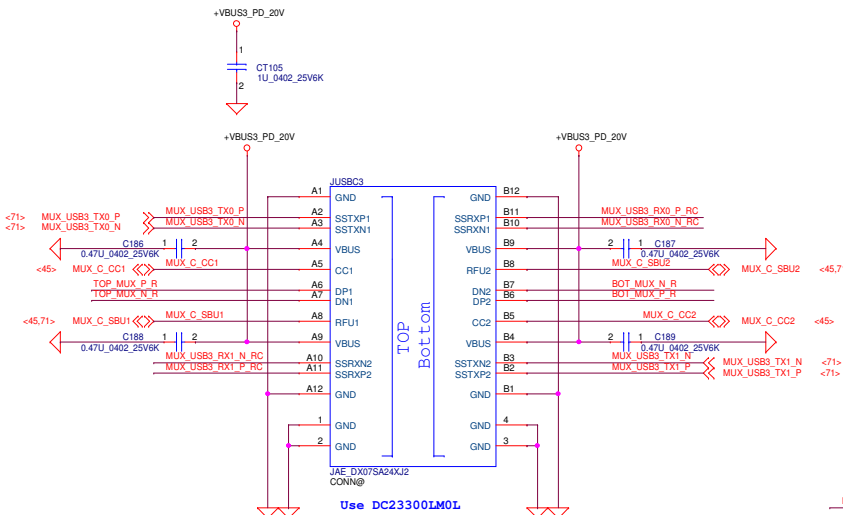 +VBUS3_PD_20V
1
CT105
1U_0402_25V6K
2
+VBUS3_PD_20V
+VBUS3_PD_20V
JUSBC3
A1 GND GND B12
<71> MUX_USB3_TX0_P MUX_USB3_TX0_P A2 SSTXP1 SSRXP1 B11 MUX_USB3_RX0_P_RC
<71> MUX_USB3_TX0_N MUX_USB3_TX0_N A3 SSTXN1 SSRXN1 B10 MUX_USB3_RX0_N_RC
C186 1 2 A4 VBUS VBUS B9 2 1 C187
0.47U_0402_25V6K 0.47U_0402_25V6K
<45> MUX_C_CC1 MUX_C_CC1 A5 CC1 RFU2 B8 MUX_C_SBU2 MUX_C_SBU2 <45,7
TOP_MUX_P_R A6 DP1 DN2 B7 BOT_MUX_N_R
TOP_MUX_N_R A7 DN1 DP2 B6 BOT_MUX_P_R
<45,71> MUX_C_SBU1 MUX_C_SBU1 A8 RFU1 CC2 B5 MUX_C_CC2 MUX_C_CC2 <45>
C188 1 2 A9 VBUS VBUS B4 2 1 C189
0.47U_0402_25V6K 0.47U_0402_25V6K
MUX_USB3_RX1_N_RC A10 SSRXN2 SSTXN2 B3 MUX_USB3_TX1_N MUX_USB3_TX1_N <71>
MUX_USB3_RX1_P_RC A11 SSRXP2 SSTXP2 B2 MUX_USB3_TX1_P MUX_USB3_TX1_P <71>
A12 GND GND B1
1 GND GND 4
2 GND GND 3
TOP
Bottom
JAE_DX07SA24XJ2
CONN@
Use DC23300LM0L